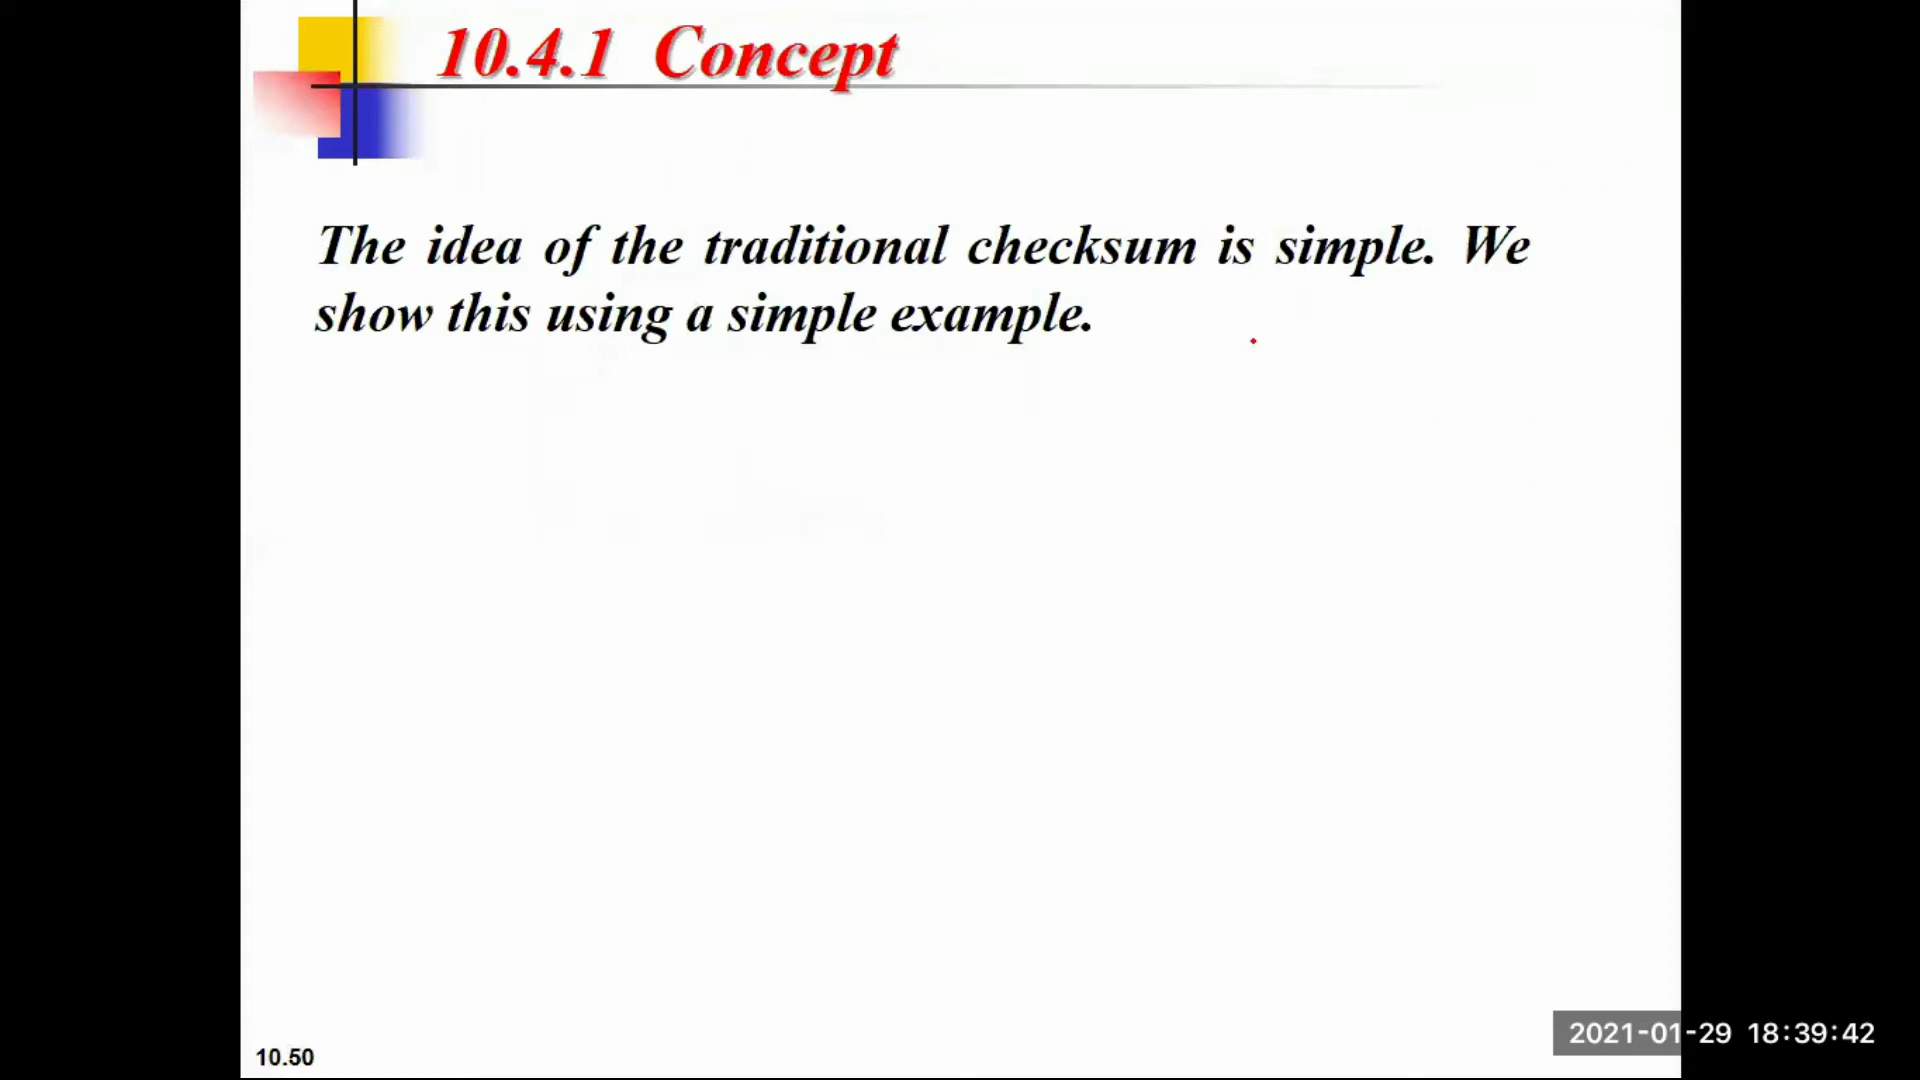 10.4.1 Concept
The idea of the traditional checksum is simple. We
show this using a simple example.
10.50
2021-01-29 18:39:42